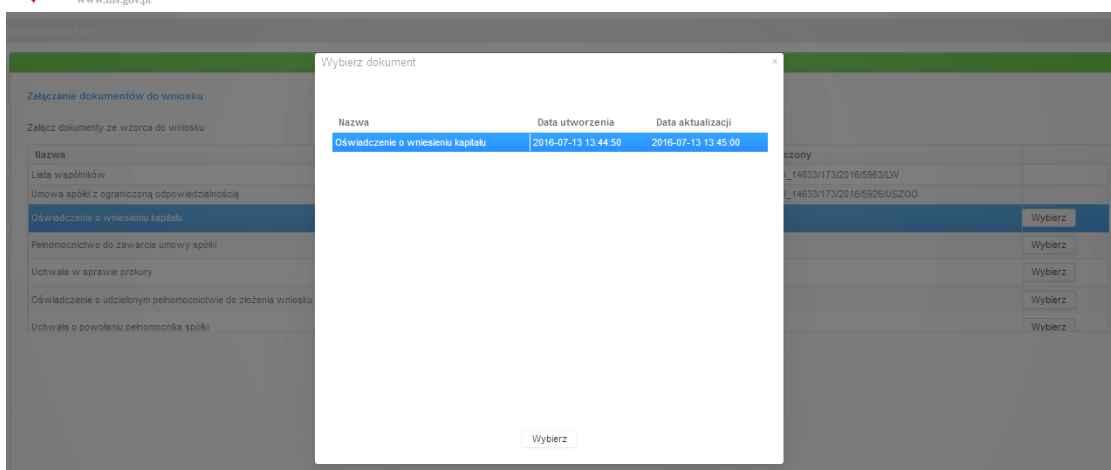 www.ms.gov.pl
Wybierz dokument ×
Załączanie dokumentów do wniosku
Załącz dokumenty ze wzorca do wniosku
Nazwa Data utworzenia Data aktualizacji
Oświadczenie o wniesieniu kapitału 2016-07-13 13:44:50 2016-07-13 13:45:00
Wybierz
Nazwa czony
Lista wspólników _14633/173/2016/5963/LW
Umowa spółki z ograniczoną odpowiedzialnością _14633/173/2016/5926/USZOO
Oświadczenie o wniesieniu kapitału Wybierz
Pełnomocnictwo do zawarcia umowy spółki Wybierz
Uchwała w sprawie prokury Wybierz
Oświadczenie o udzielonym pełnomocnictwie do złożenia wniosku Wybierz
Uchwała o powołaniu pełnomocnika spółki Wybierz